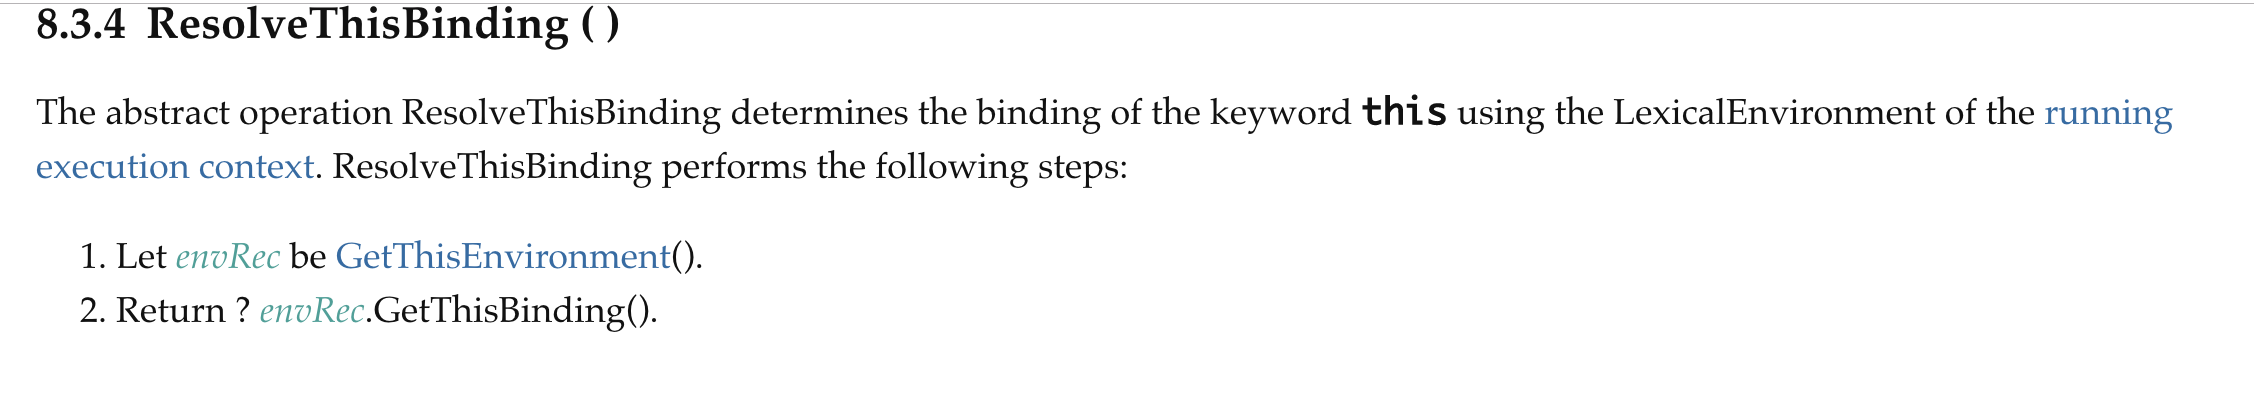 8.3.4 ResolveThisBinding ( )
The abstract operation ResolveThisBinding determines the binding of the keyword this using the LexicalEnvironment of the running
execution context. ResolveThisBinding performs the following steps:
1. Let envRec be GetThisEnvironment().
2. Return ? envRec.GetThisBinding().